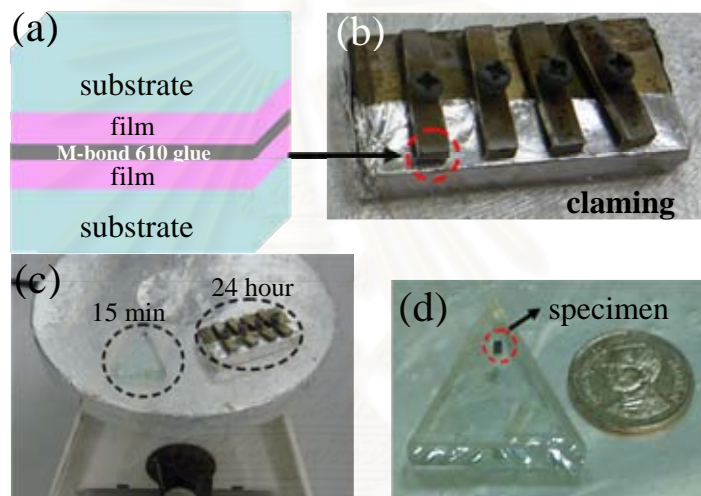 (a)
substrate
film
M-bond 610 glue
film
substrate
(b)
claming
(c)
15 min
24 hour
(d)
specimen